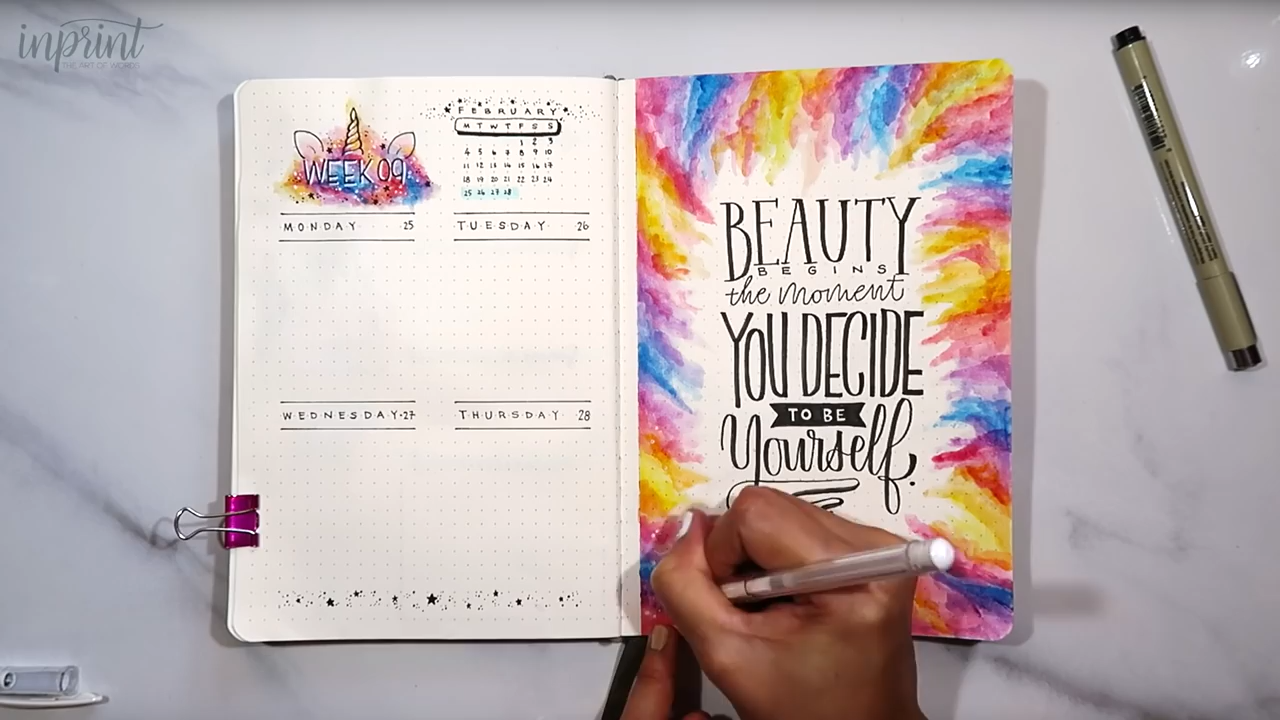 inprint
THE ART OF WORDS
WEEK 09
FEBRUARY
M T W T F S S
1 2 3
4 5 6 7 8 9 10
11 12 13 14 15 16 17
18 19 20 21 22 23 24
25 26 27 28
MONDAY 25
TUESDAY 26
WEDNESDAY·27
THURSDAY 28
BEAUTY
BEGINS
the moment
YOU DECIDE
TO BE
Yourself.